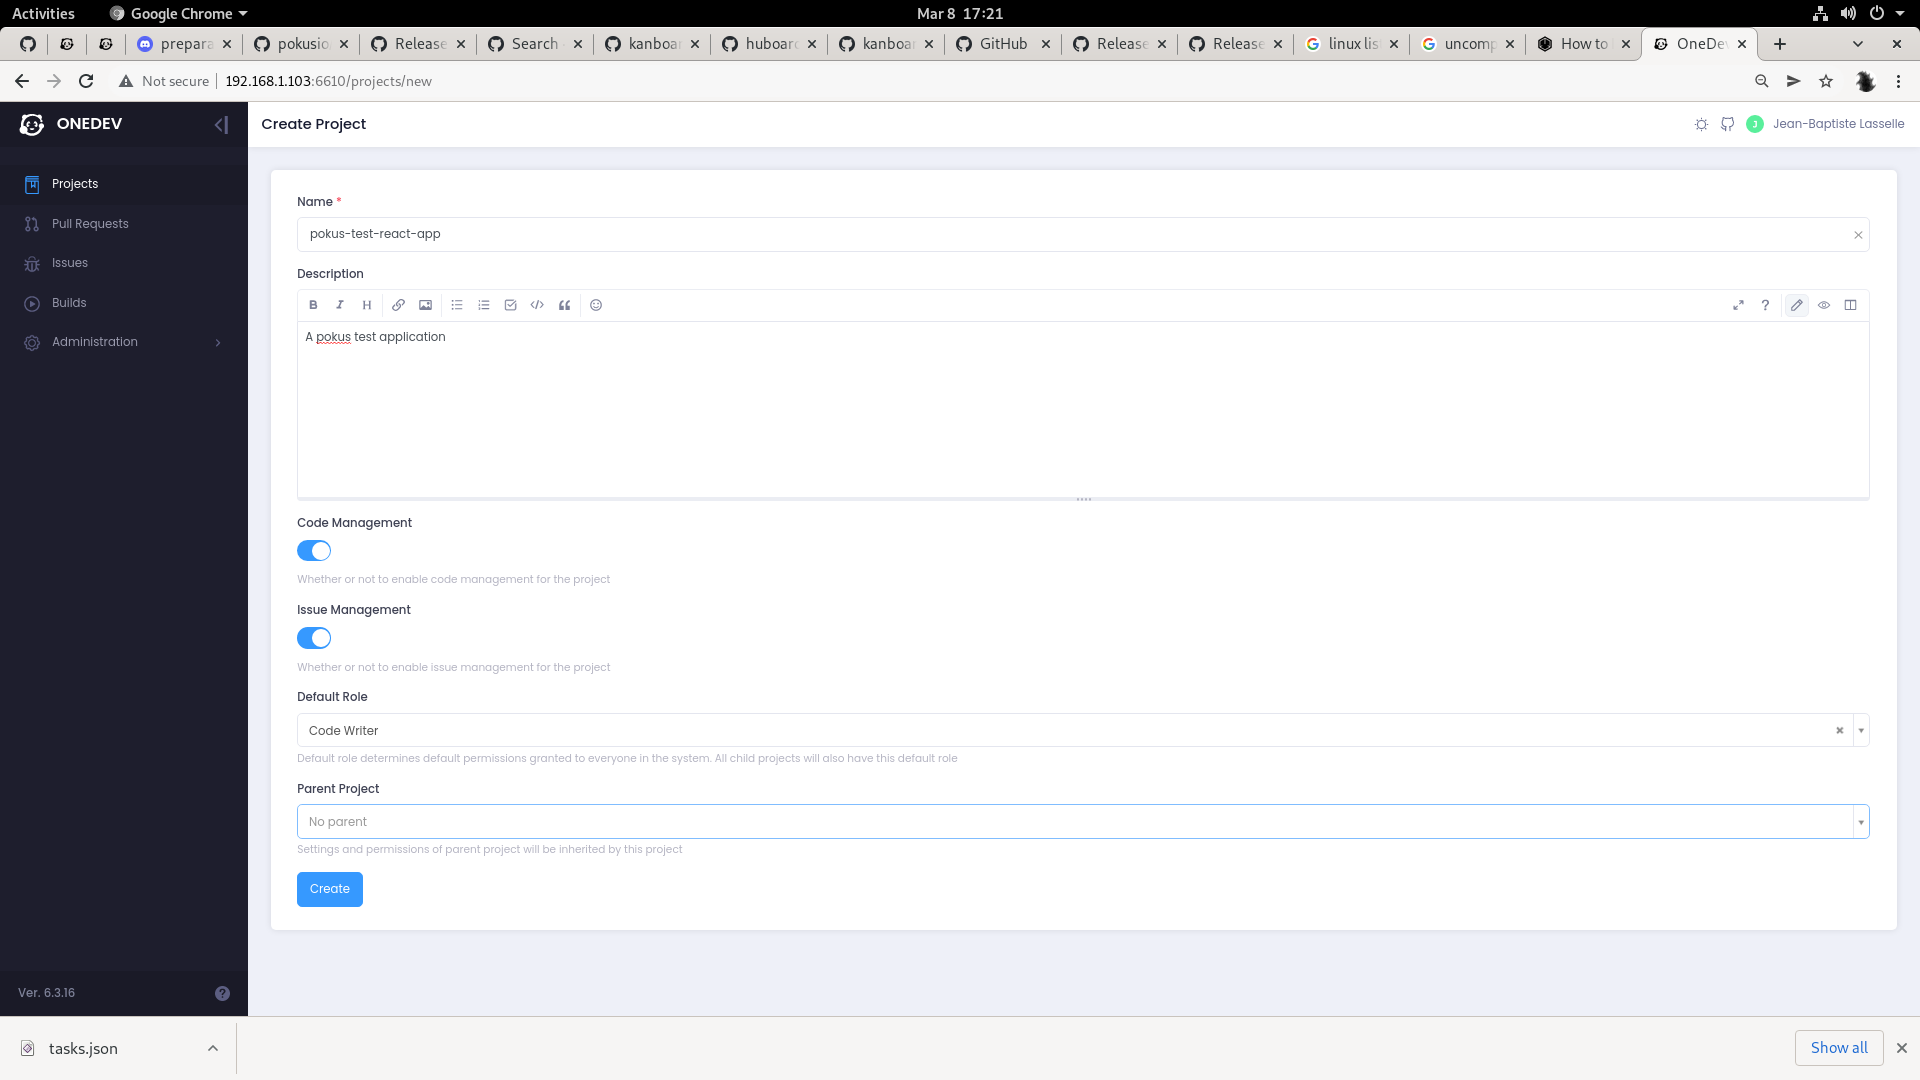 Activities
Google Chrome
Mar 8 17:21
prepara
pokusio
Release
Search
kanboar
huboard
kanboar
GitHub
Release
Release
linux lis
uncomp
How to
OneDev
Not secure
192.168.1.103:6610/projects/new
ONEDEV
Create Project
J
Jean-Baptiste Lasselle
Projects
Pull Requests
Issues
Builds
Administration
Name *
pokus-test-react-app
Description
B I H
?
A pokus test application
Code Management
Whether or not to enable code management for the project
Issue Management
Whether or not to enable issue management for the project
Default Role
Code Writer
Default role determines default permissions granted to everyone in the system. All child projects will also have this default role
Parent Project
No parent
Settings and permissions of parent project will be inherited by this project
Create
Ver. 6.3.16
?
tasks.json
Show all